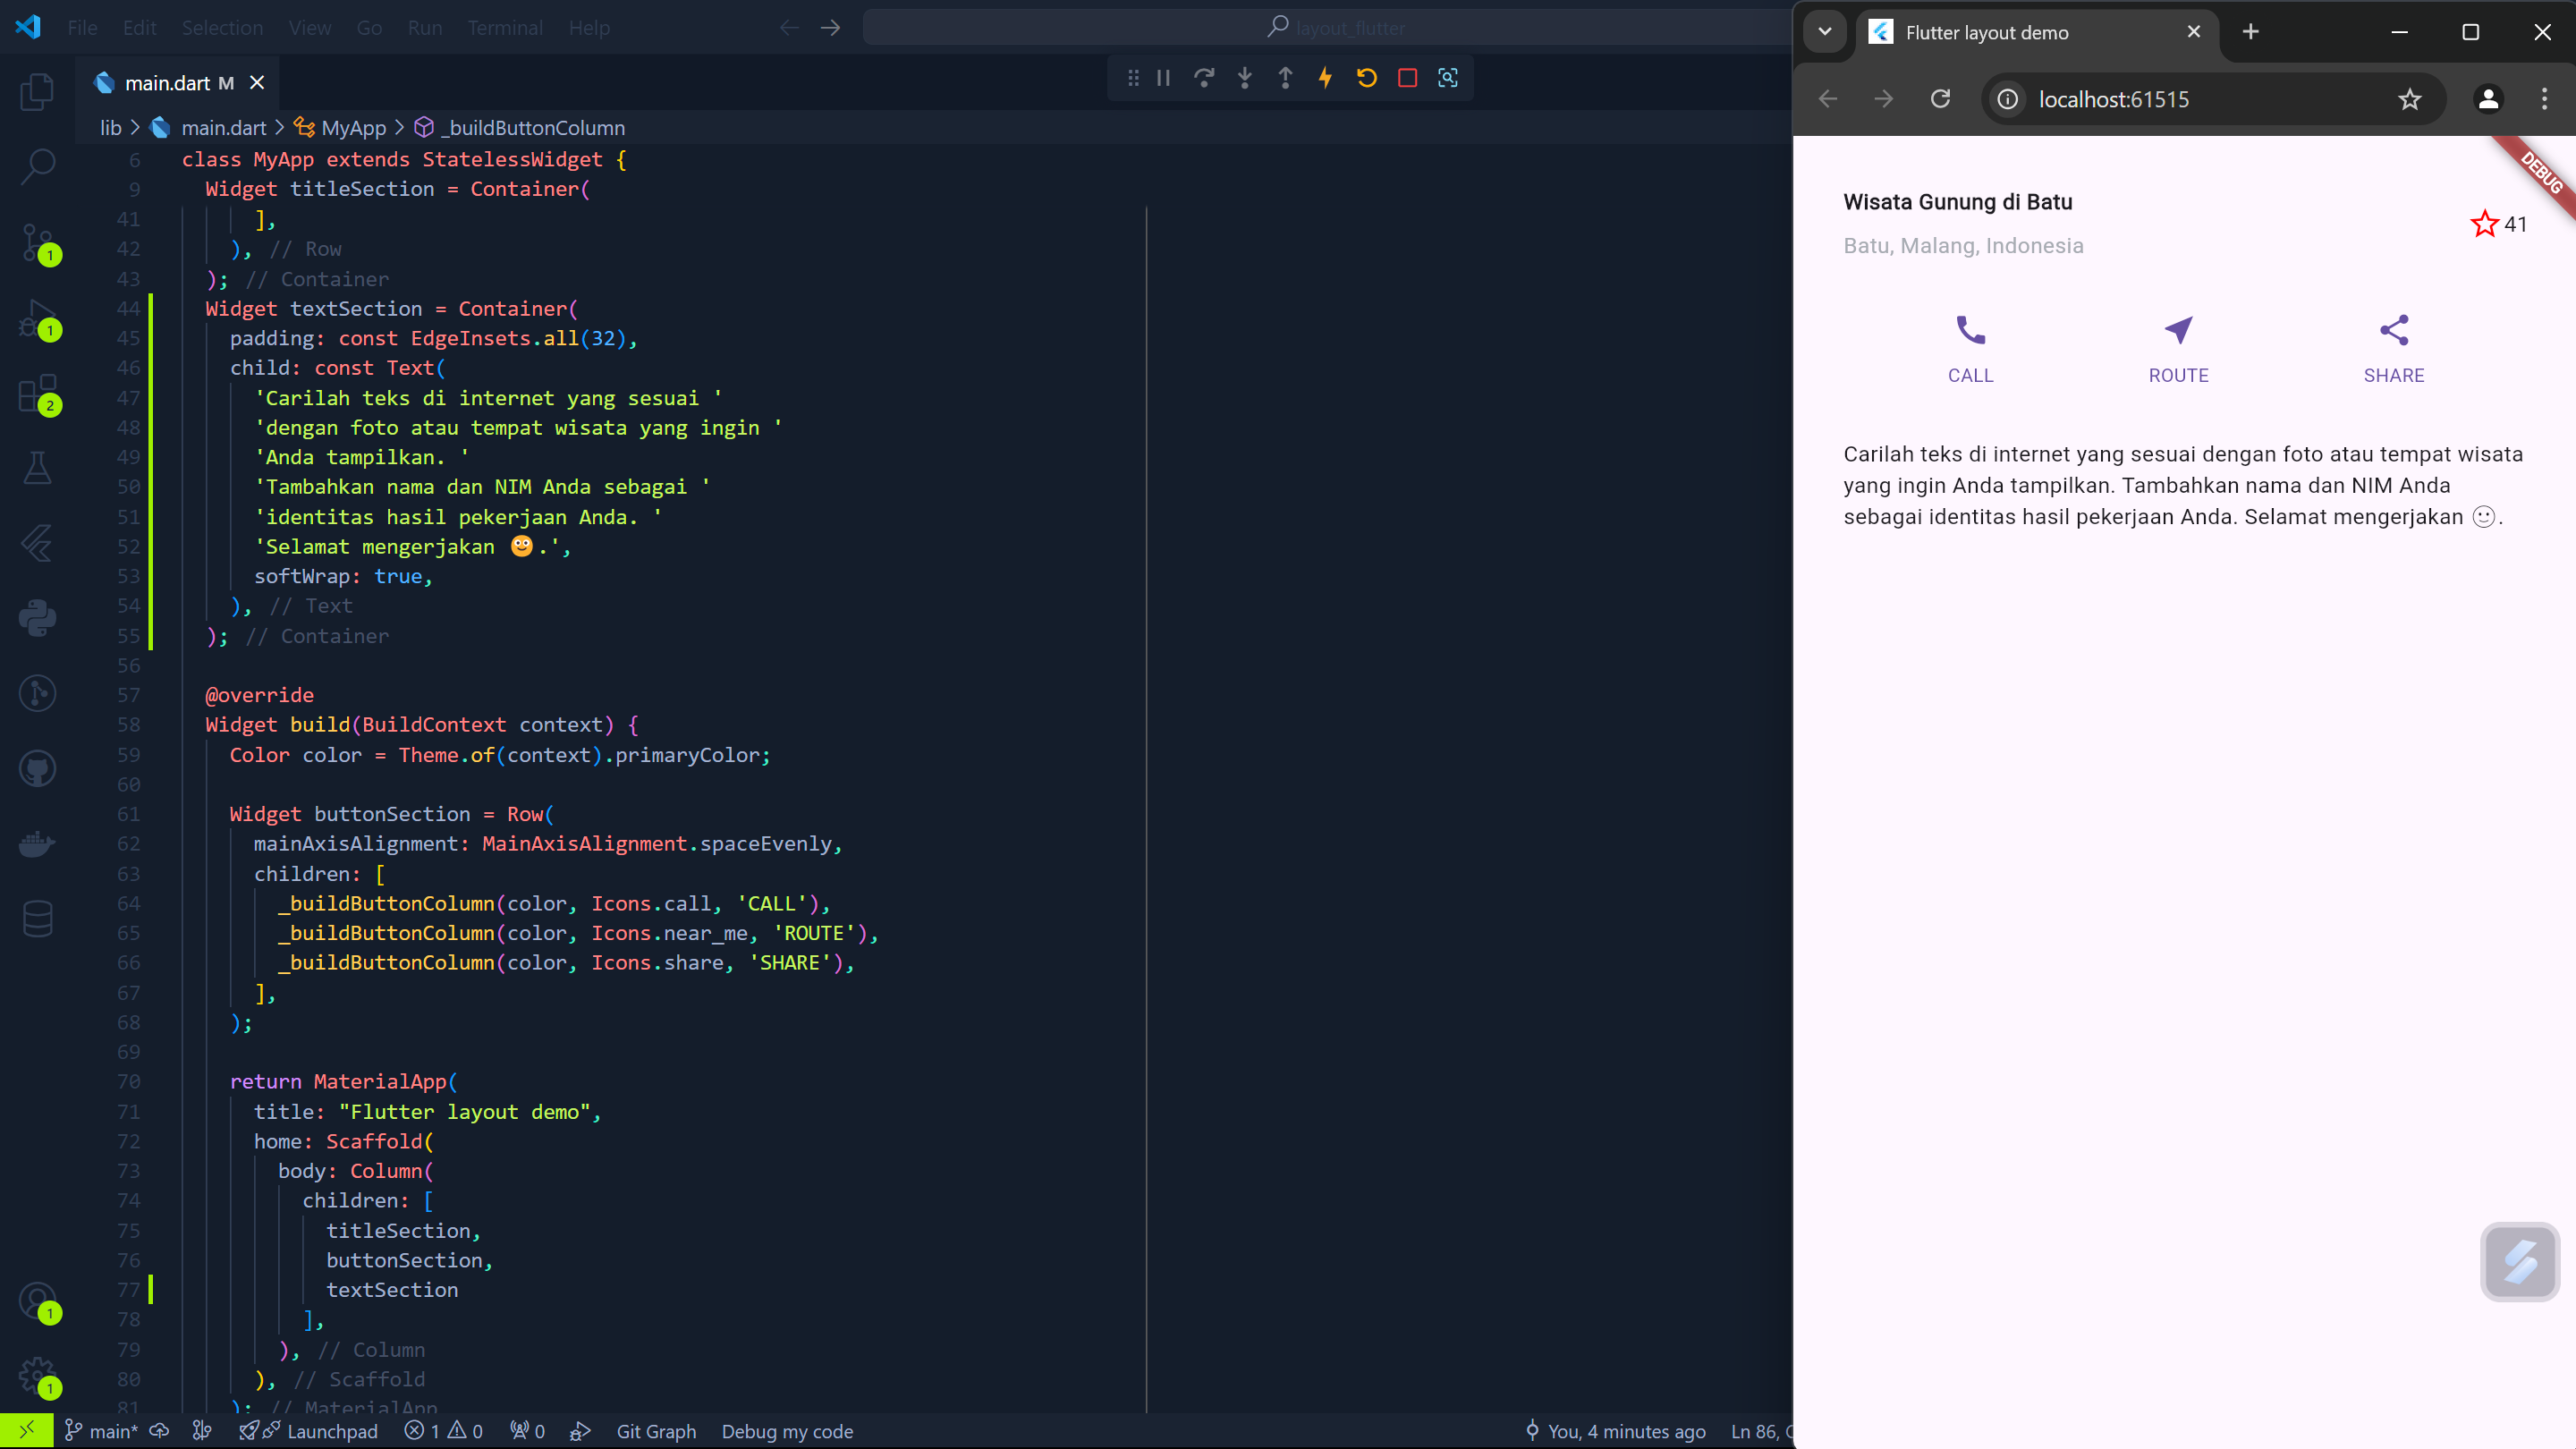 File Edit Selection View Go Run Terminal Help
layout_flutter
main.dart M
lib > main.dart > MyApp > _buildButtonColumn
6 class MyApp extends StatelessWidget {
9 Widget titleSection = Container(
41 ],
42 ), // Row
43 ); // Container
44 Widget textSection = Container(
45 padding: const EdgeInsets.all(32),
46 child: const Text(
47 'Carilah teks di internet yang sesuai '
48 'dengan foto atau tempat wisata yang ingin '
49 'Anda tampilkan. '
50 'Tambahkan nama dan NIM Anda sebagai '
51 'identitas hasil pekerjaan Anda. '
52 'Selamat mengerjakan 🙂.',
53 softWrap: true,
54 ), // Text
55 ); // Container
56
57 @override
58 Widget build(BuildContext context) {
59 Color color = Theme.of(context).primaryColor;
60
61 Widget buttonSection = Row(
62 mainAxisAlignment: MainAxisAlignment.spaceEvenly,
63 children: [
64 _buildButtonColumn(color, Icons.call, 'CALL'),
65 _buildButtonColumn(color, Icons.near_me, 'ROUTE'),
66 _buildButtonColumn(color, Icons.share, 'SHARE'),
67 ],
68 );
69
70 return MaterialApp(
71 title: "Flutter layout demo",
72 home: Scaffold(
73 body: Column(
74 children: [
75 titleSection,
76 buttonSection,
77 textSection
78 ],
79 ), // Column
80 ), // Scaffold
81 ); // MaterialApp
1
1
2
1
1
main* Launchpad 1 0 0 Git Graph Debug my code You, 4 minutes ago Ln 86,
Flutter layout demo
localhost:61515
DEBUG
Wisata Gunung di Batu
41
Batu, Malang, Indonesia
CALL ROUTE SHARE
Carilah teks di internet yang sesuai dengan foto atau tempat wisata
yang ingin Anda tampilkan. Tambahkan nama dan NIM Anda
sebagai identitas hasil pekerjaan Anda. Selamat mengerjakan 🙂.